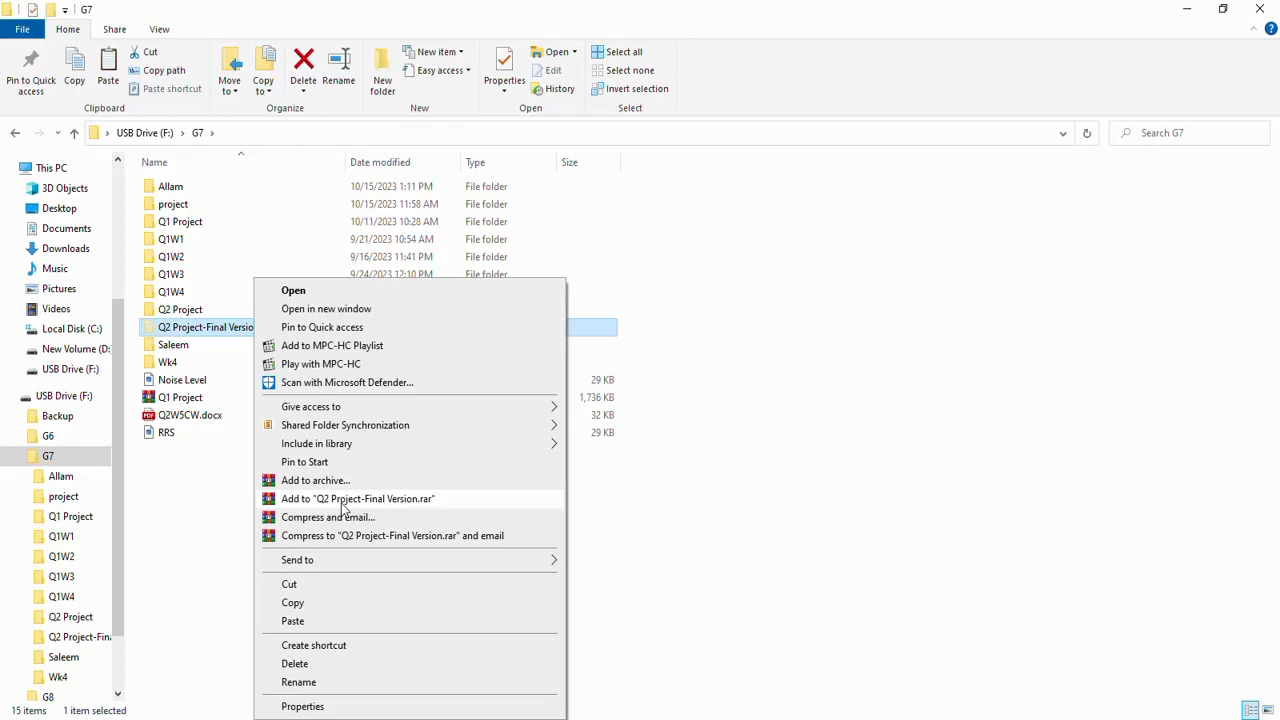 G7
File Home Share View
Pin to Quick access
Copy
Paste
Cut
Copy path
Paste shortcut
Clipboard
Move to
Copy to
Delete
Rename
Organize
New folder
New item
Easy access
New
Properties
Open
Edit
History
Open
Select all
Select none
Invert selection
Select
USB Drive (F:) G7
Search G7
This PC
3D Objects
Desktop
Documents
Downloads
Music
Pictures
Videos
Local Disk (C:)
New Volume (D:
USB Drive (F:)
USB Drive (F:)
Backup
G6
G7
Allam
project
Q1 Project
Q1W1
Q1W2
Q1W3
Q1W4
Q2 Project
Q2 Project-Fin
Saleem
Wk4
G8
Name Date modified Type Size
Allam 10/15/2023 1:11 PM File folder
project 10/15/2023 11:58 AM File folder
Q1 Project 10/11/2023 10:28 AM File folder
Q1W1 9/21/2023 10:54 AM File folder
Q1W2 9/16/2023 11:41 PM File folder
Q1W3 9/24/2023 12:10 PM File folder
Q1W4
Q2 Project
Q2 Project-Final Versio
Saleem
Wk4
Noise Level 29 KB
Q1 Project 1,736 KB
Q2W5CW.docx 32 KB
RRS 29 KB
Open
Open in new window
Pin to Quick access
Add to MPC-HC Playlist
Play with MPC-HC
Scan with Microsoft Defender...
Give access to
Shared Folder Synchronization
Include in library
Pin to Start
Add to archive...
Add to "Q2 Project-Final Version.rar"
Compress and email...
Compress to "Q2 Project-Final Version.rar" and email
Send to
Cut
Copy
Paste
Create shortcut
Delete
Rename
Properties
15 items 1 item selected